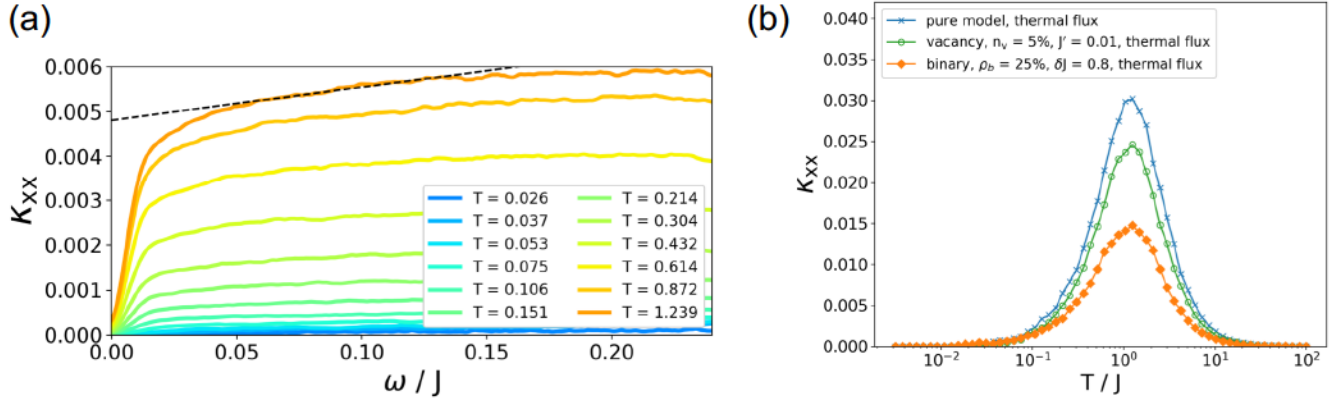 (a)
κxx
0.006
0.005
0.004
0.003
0.002
0.001
0.000
0.00 0.05 0.10 0.15 0.20
ω / J
T = 0.026 T = 0.214
T = 0.037 T = 0.304
T = 0.053 T = 0.432
T = 0.075 T = 0.614
T = 0.106 T = 0.872
T = 0.151 T = 1.239
(b)
κxx
0.040
0.035
0.030
0.025
0.020
0.015
0.010
0.005
0.000
10⁻² 10⁻¹ 10⁰ 10¹ 10²
T / J
pure model, thermal flux
vacancy, nᵥ = 5%, J′ = 0.01, thermal flux
binary, ρ_b = 25%, δJ = 0.8, thermal flux